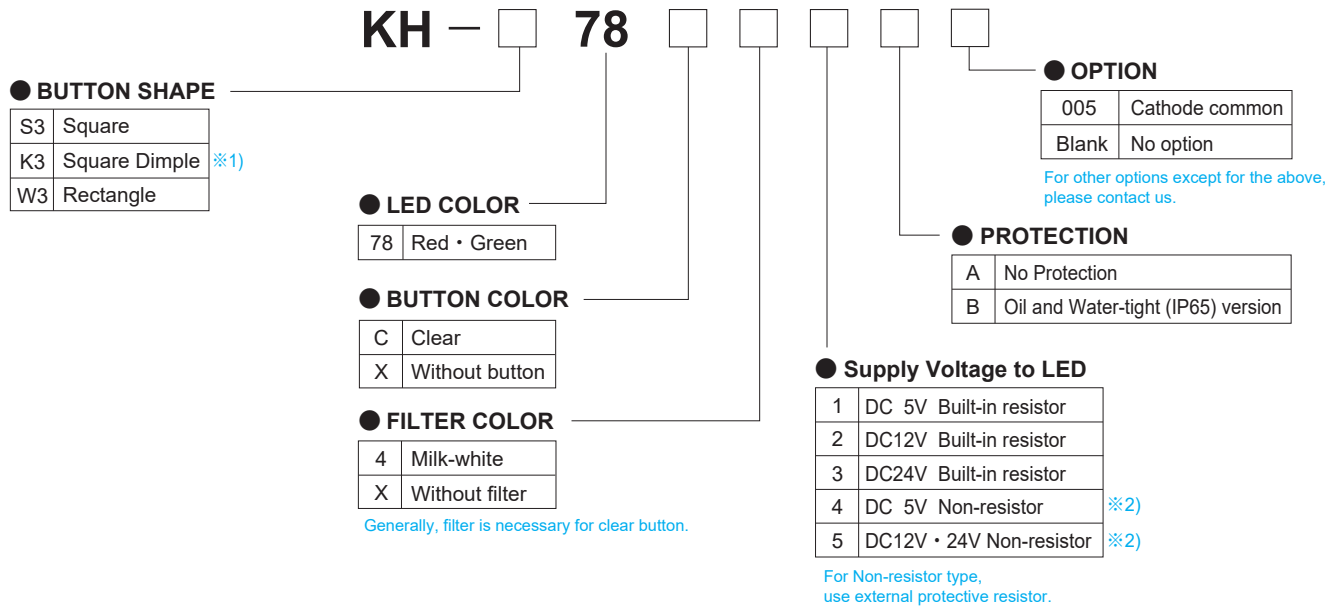 KH － □ 78 □ □ □ □ □
● BUTTON SHAPE
S3 Square
K3 Square Dimple ※1)
W3 Rectangle
● LED COLOR
78 Red・Green
● BUTTON COLOR
C Clear
X Without button
● FILTER COLOR
4 Milk-white
X Without filter
Generally, filter is necessary for clear button.
● OPTION
005 Cathode common
Blank No option
For other options except for the above,
please contact us.
● PROTECTION
A No Protection
B Oil and Water-tight (IP65) version
● Supply Voltage to LED
1 DC 5V Built-in resistor
2 DC12V Built-in resistor
3 DC24V Built-in resistor
4 DC 5V Non-resistor ※2)
5 DC12V・24V Non-resistor ※2)
For Non-resistor type,
use external protective resistor.